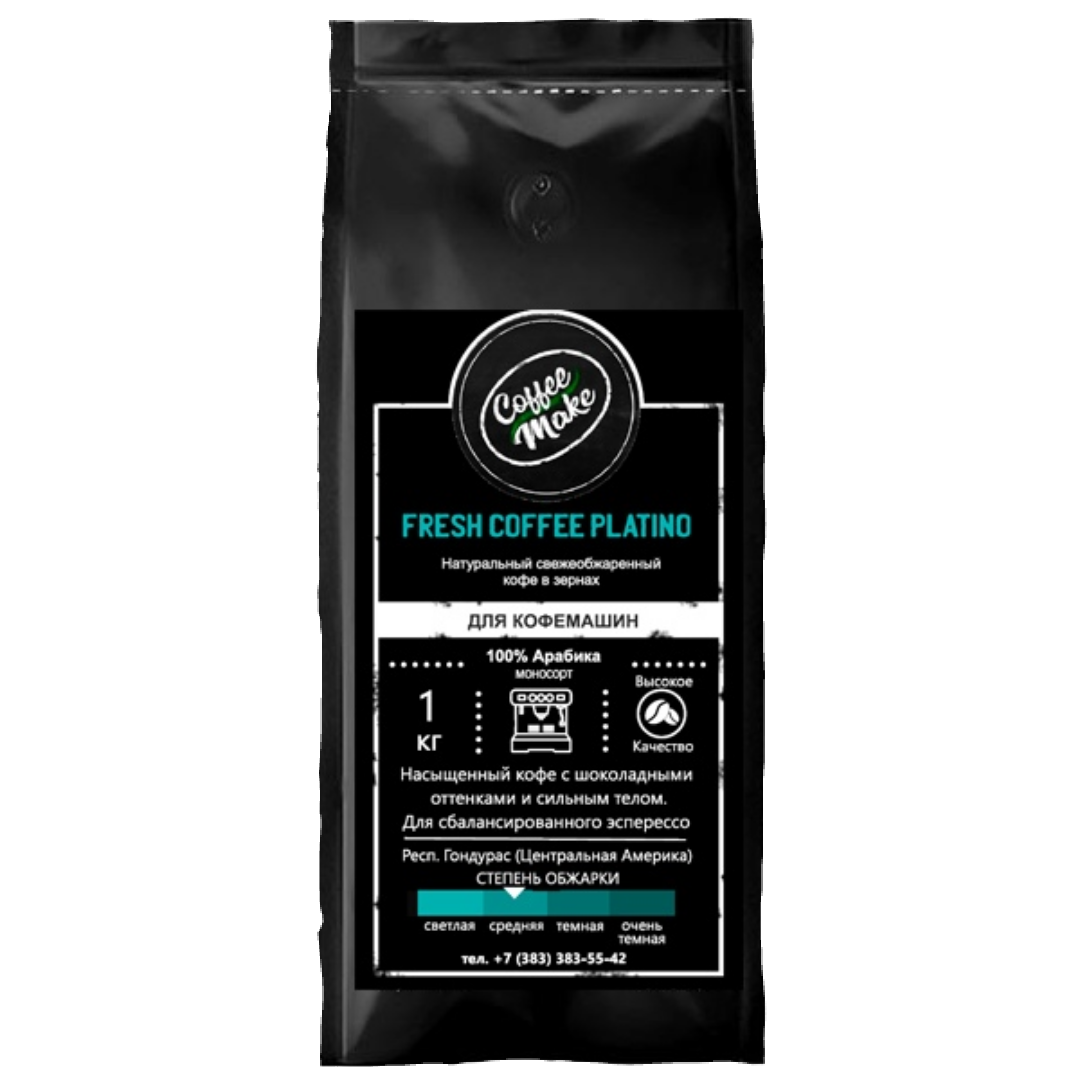 Coffee
Make
FRESH COFFEE PLATINO
Натуральный свежеобжаренный
кофе в зернах
ДЛЯ КОФЕМАШИН
100% Арабика
моносорт
1
кг
Высокое
Качество
Насыщенный кофе с шоколадными
оттенками и сильным телом.
Для сбалансированного эсперессо
Респ. Гондурас (Центральная Америка)
СТЕПЕНЬ ОБЖАРКИ
светлая средняя темная очень
темная
тел. +7 (383) 383-55-42